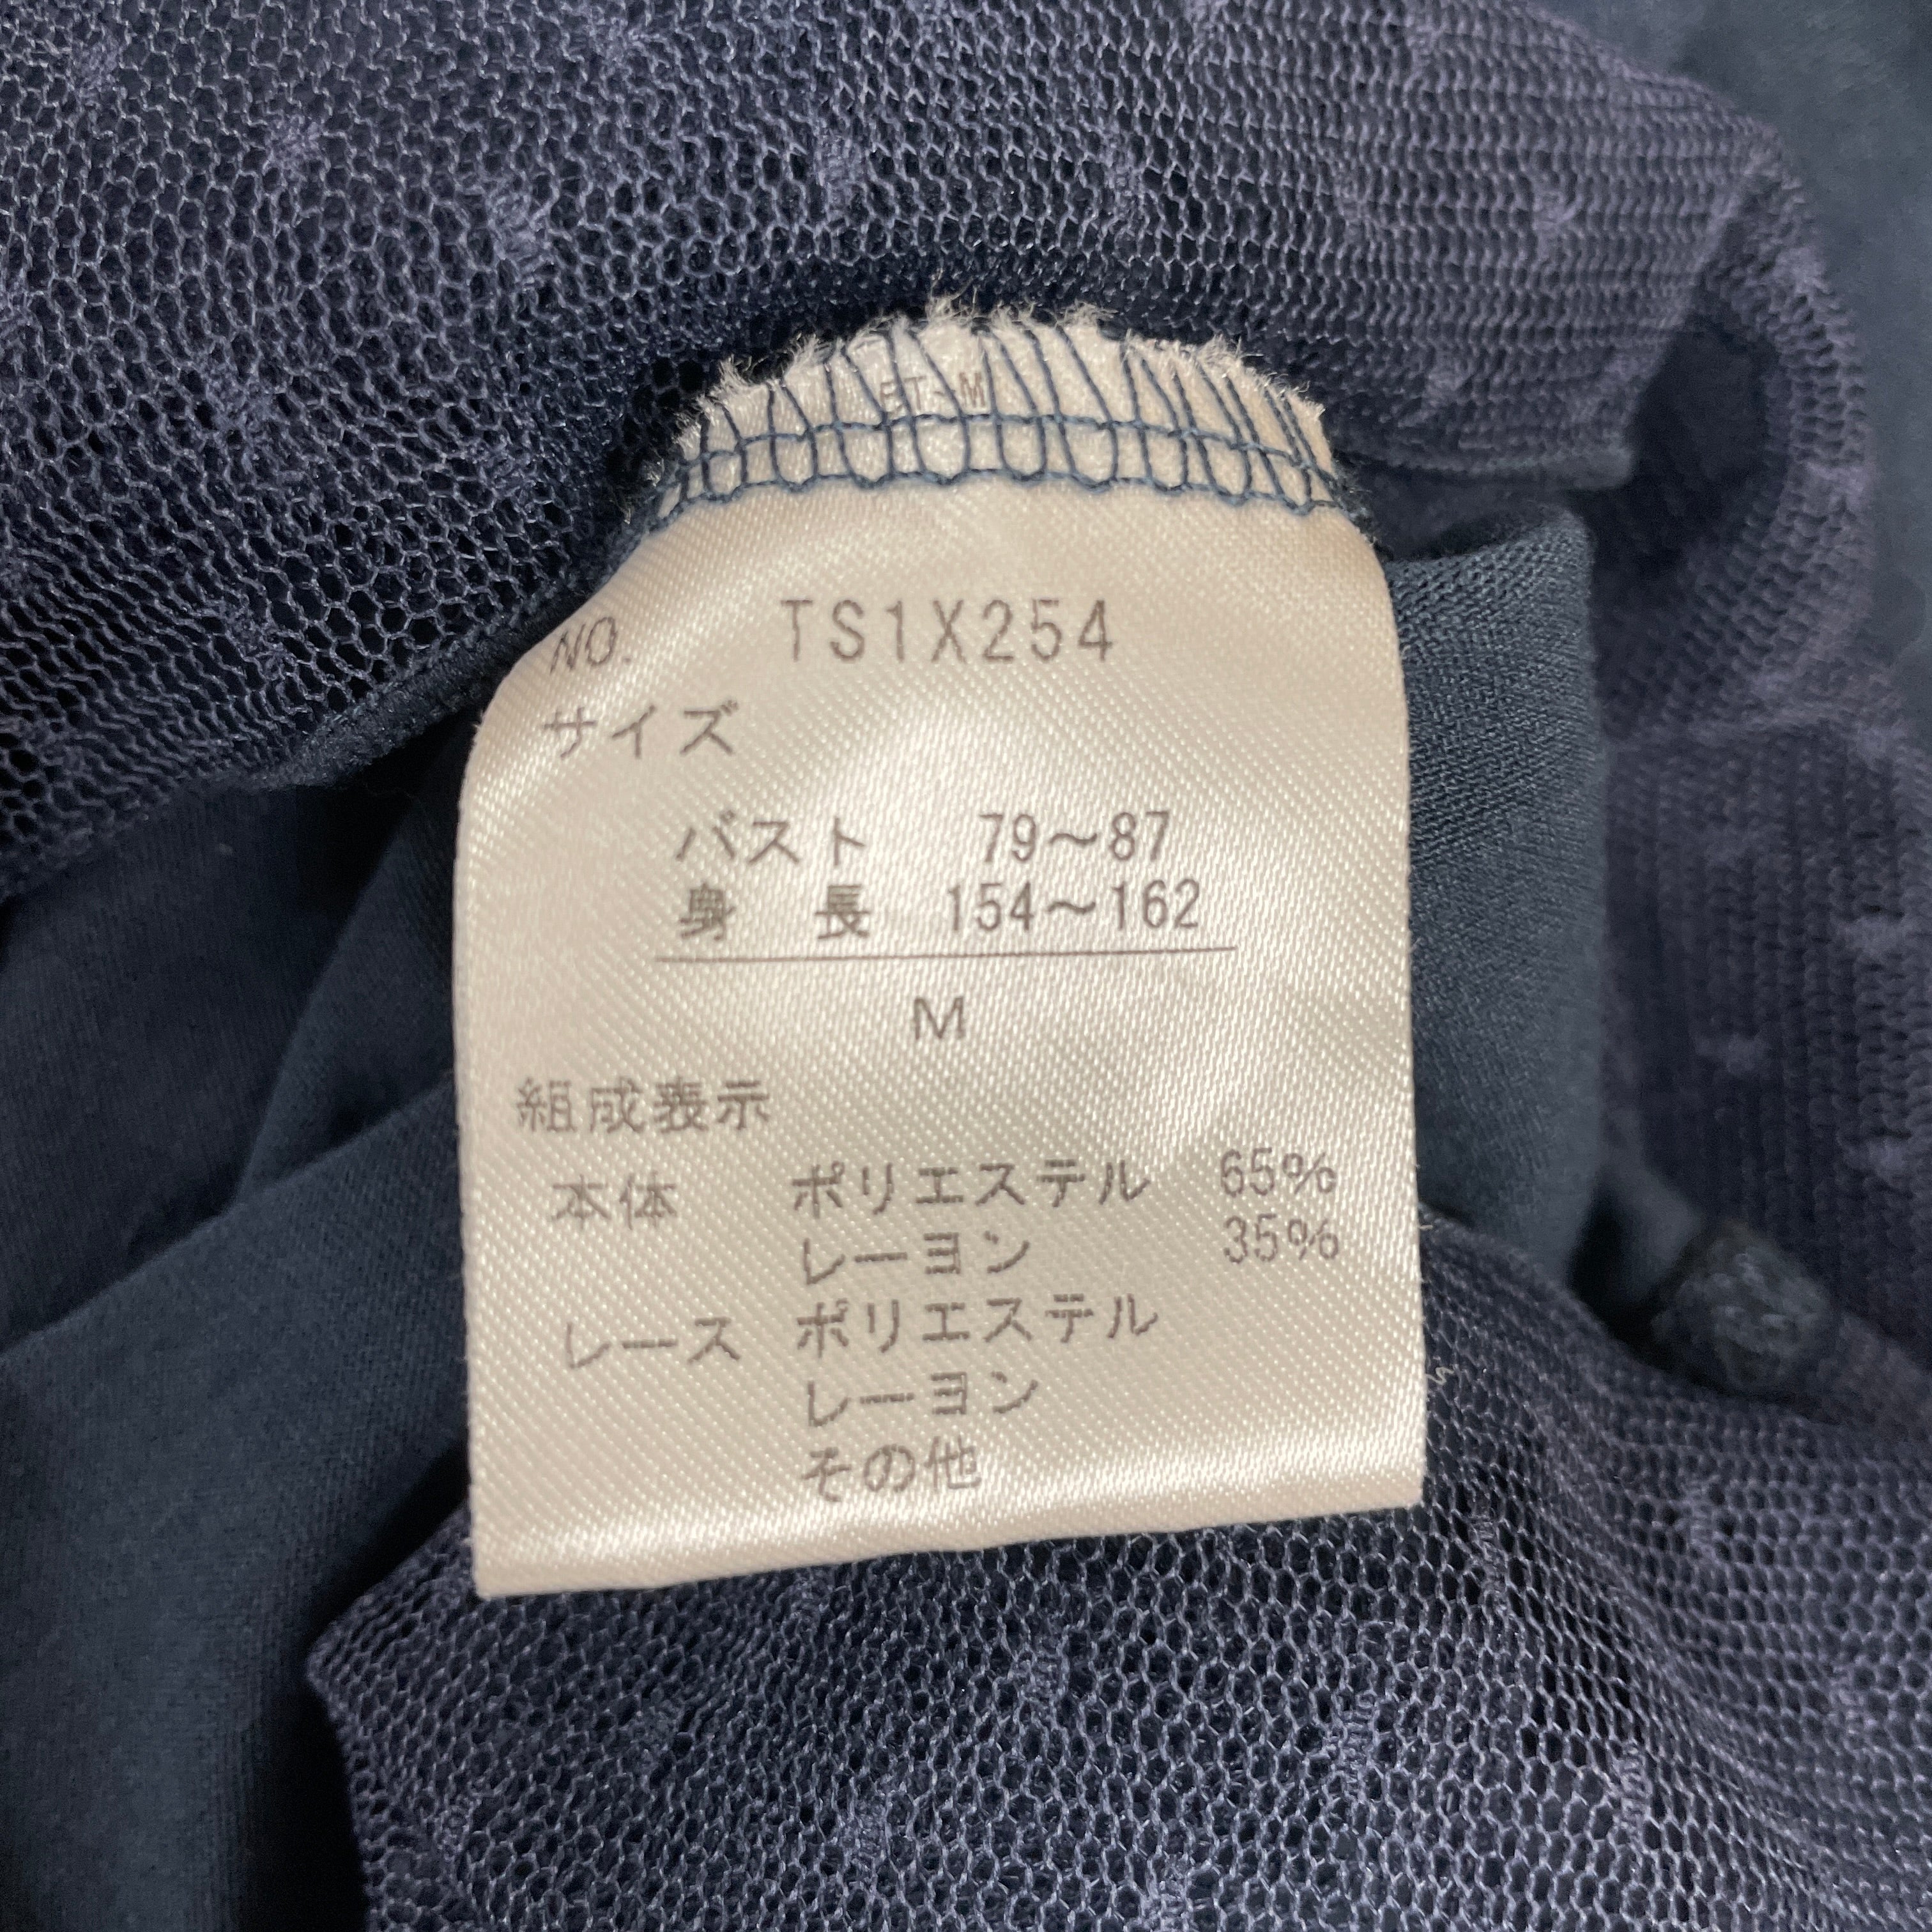 NO. TS1X254
サイズ
バスト 79〜87
身長 154〜162
M
組成表示
本体 ポリエステル 65%
レーヨン 35%
レース ポリエステル
レーヨン
その他